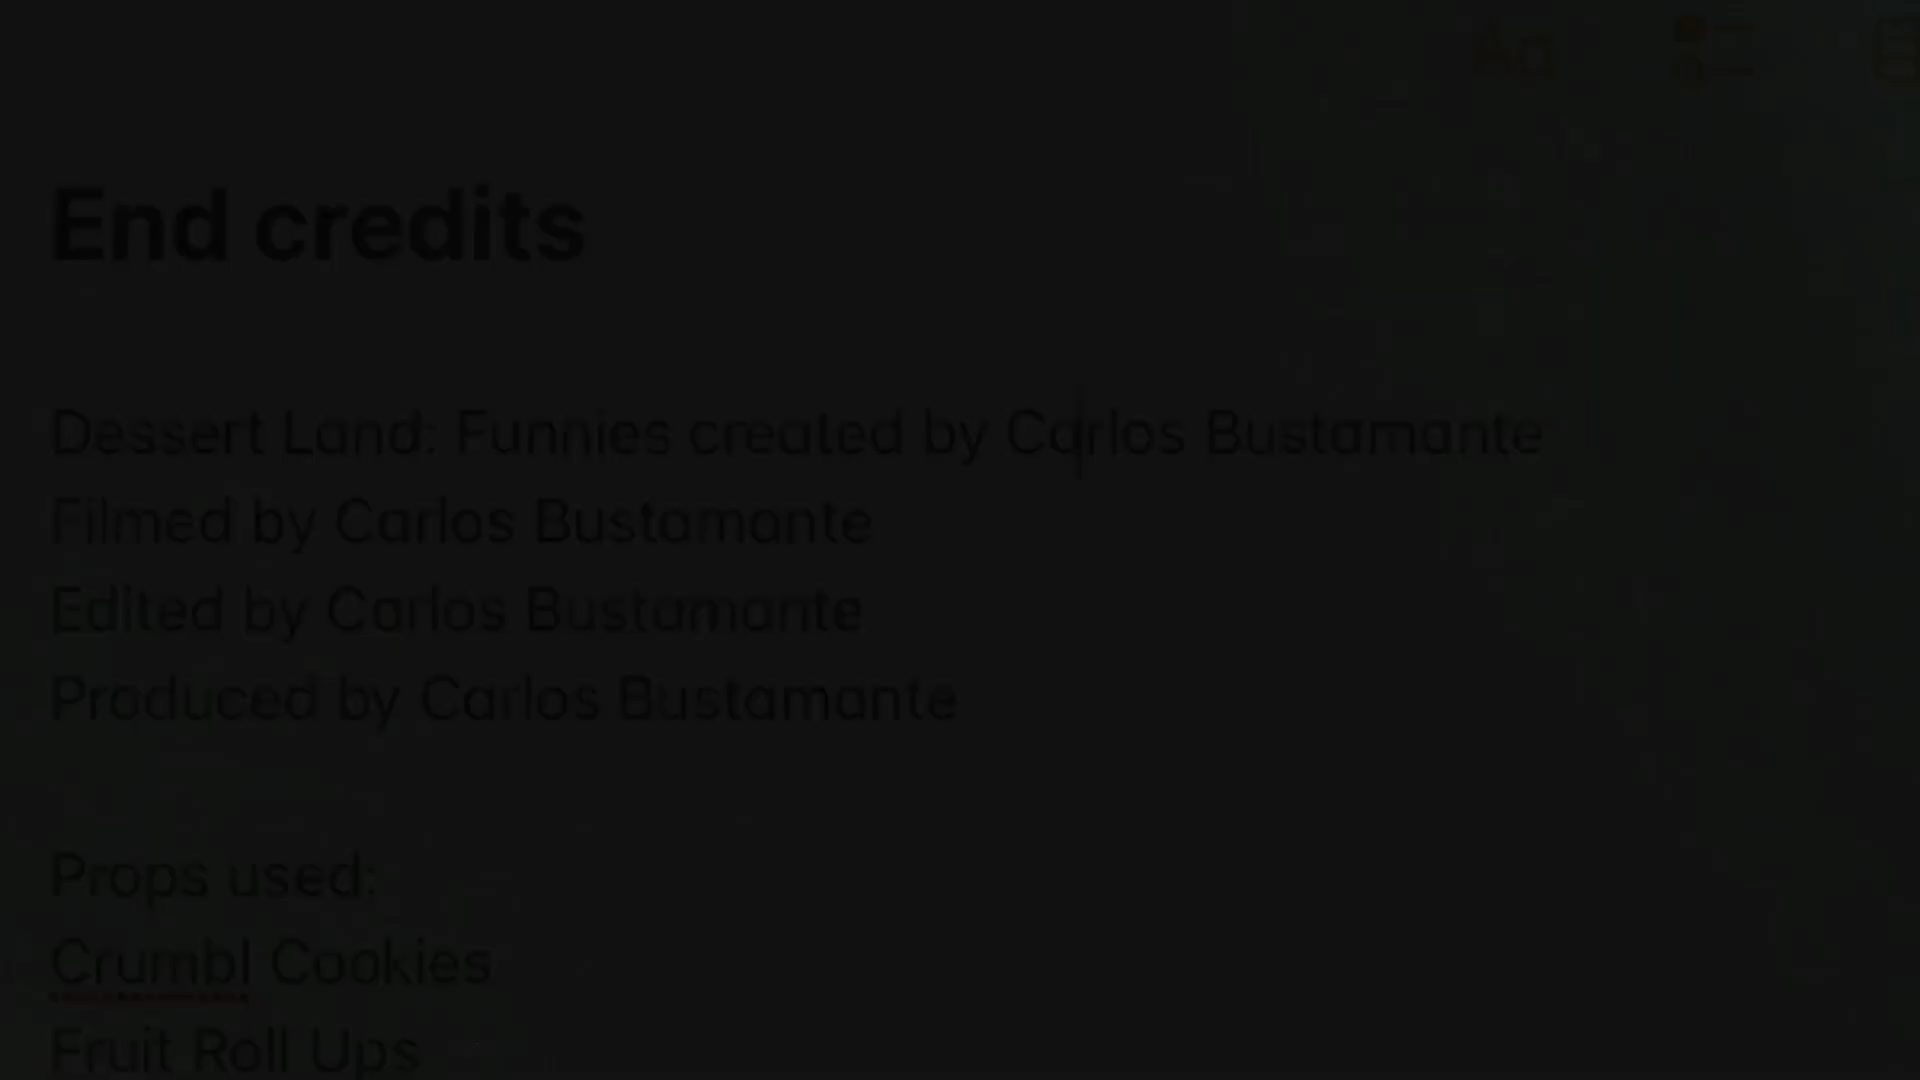 Aa
End credits
Dessert Land: Funnies created by Carlos Bustamante
Filmed by Carlos Bustamante
Edited by Carlos Bustamante
Produced by Carlos Bustamante
Props used:
Crumbl Cookies
Fruit Roll Ups